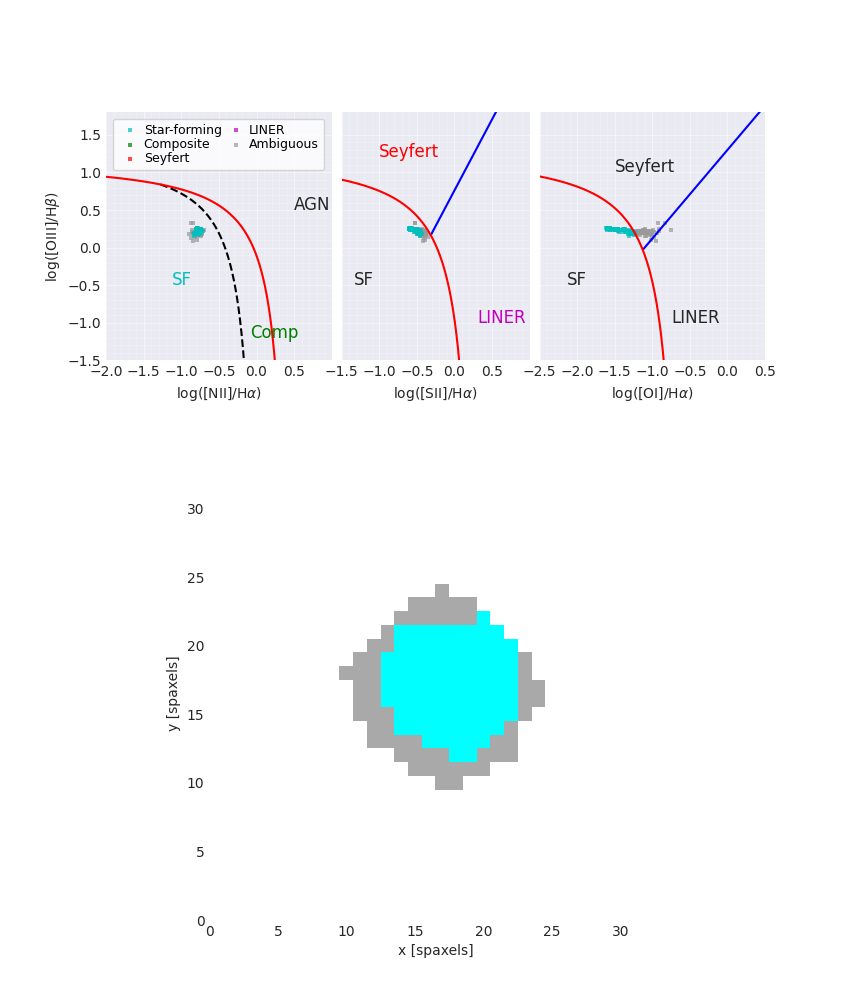 1.5
1.0
0.5
0.0
−0.5
−1.0
−1.5
log([OIII]/Hβ)
Star-forming
Composite
Seyfert
LINER
Ambiguous
AGN
SF
Comp
Seyfert
SF
LINER
Seyfert
SF
LINER
−2.0 −1.5 −1.0 −0.5 0.0 0.5
−1.5 −1.0 −0.5 0.0 0.5
−2.5 −2.0 −1.5 −1.0 −0.5 0.0 0.5
log([NII]/Hα)
log([SII]/Hα)
log([OI]/Hα)
30
25
20
15
10
5
0
y [spaxels]
0 5 10 15 20 25 30
x [spaxels]